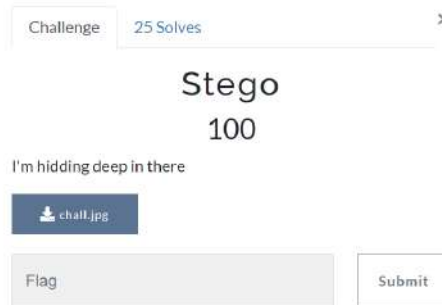 Challenge
25 Solves
Stego
100
I'm hidding deep in there
chall.jpg
Flag
Submit